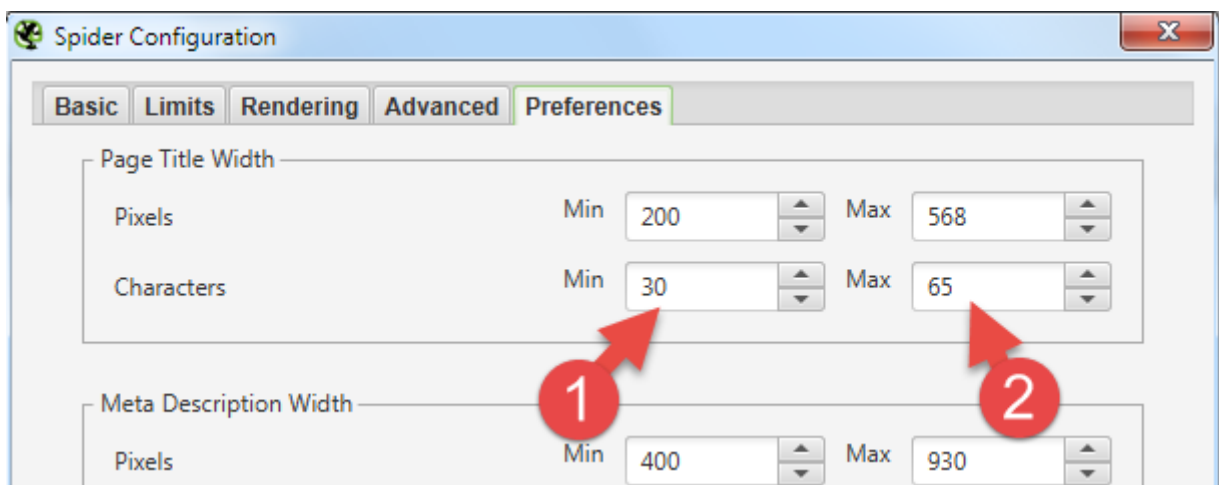 Spider Configuration
x
Basic Limits Rendering Advanced Preferences
Page Title Width
Pixels Min 200 Max 568
Characters Min 30 Max 65
1 2
Meta Description Width
Pixels Min 400 Max 930